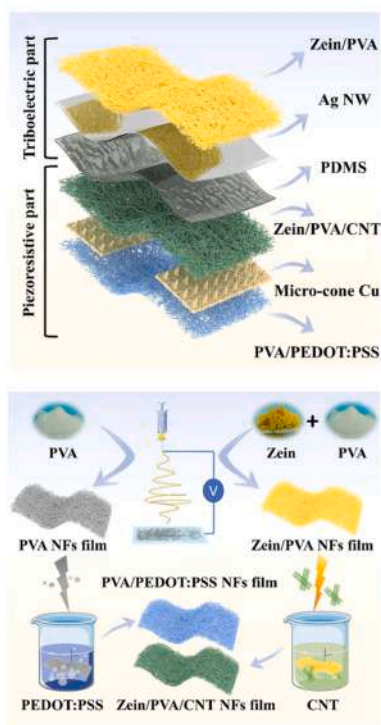 Triboelectric part
Piezoresistive part
Zein/PVA
Ag NW
PDMS
Zein/PVA/CNT
Micro-cone Cu
PVA/PEDOT:PSS
PVA
V
Zein + PVA
PVA NFs film
Zein/PVA NFs film
PVA/PEDOT:PSS NFs film
PEDOT:PSS
Zein/PVA/CNT NFs film
CNT